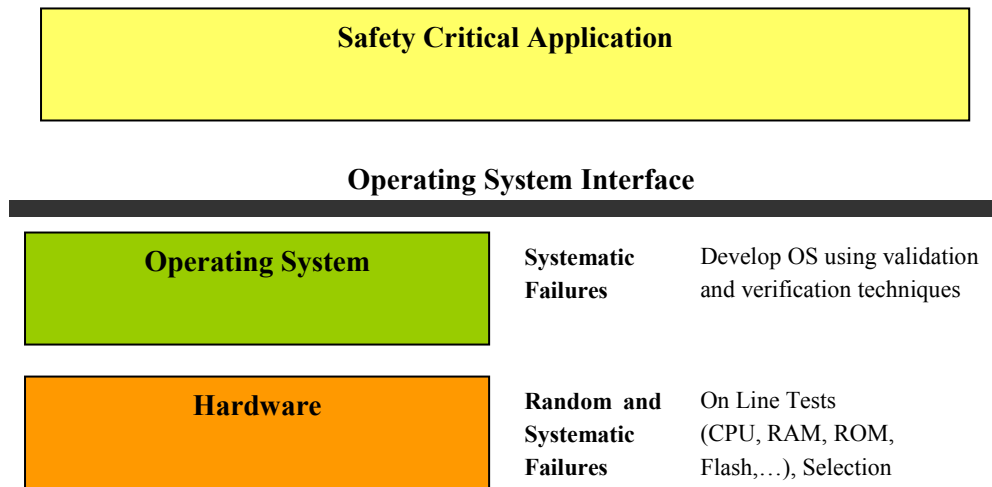 Safety Critical Application
Operating System Interface
Operating System
Systematic
Failures
Develop OS using validation
and verification techniques
Hardware
Random and
Systematic
Failures
On Line Tests
(CPU, RAM, ROM,
Flash,…), Selection